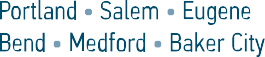 Portland • Salem • Eugene
Bend • Medford • Baker City